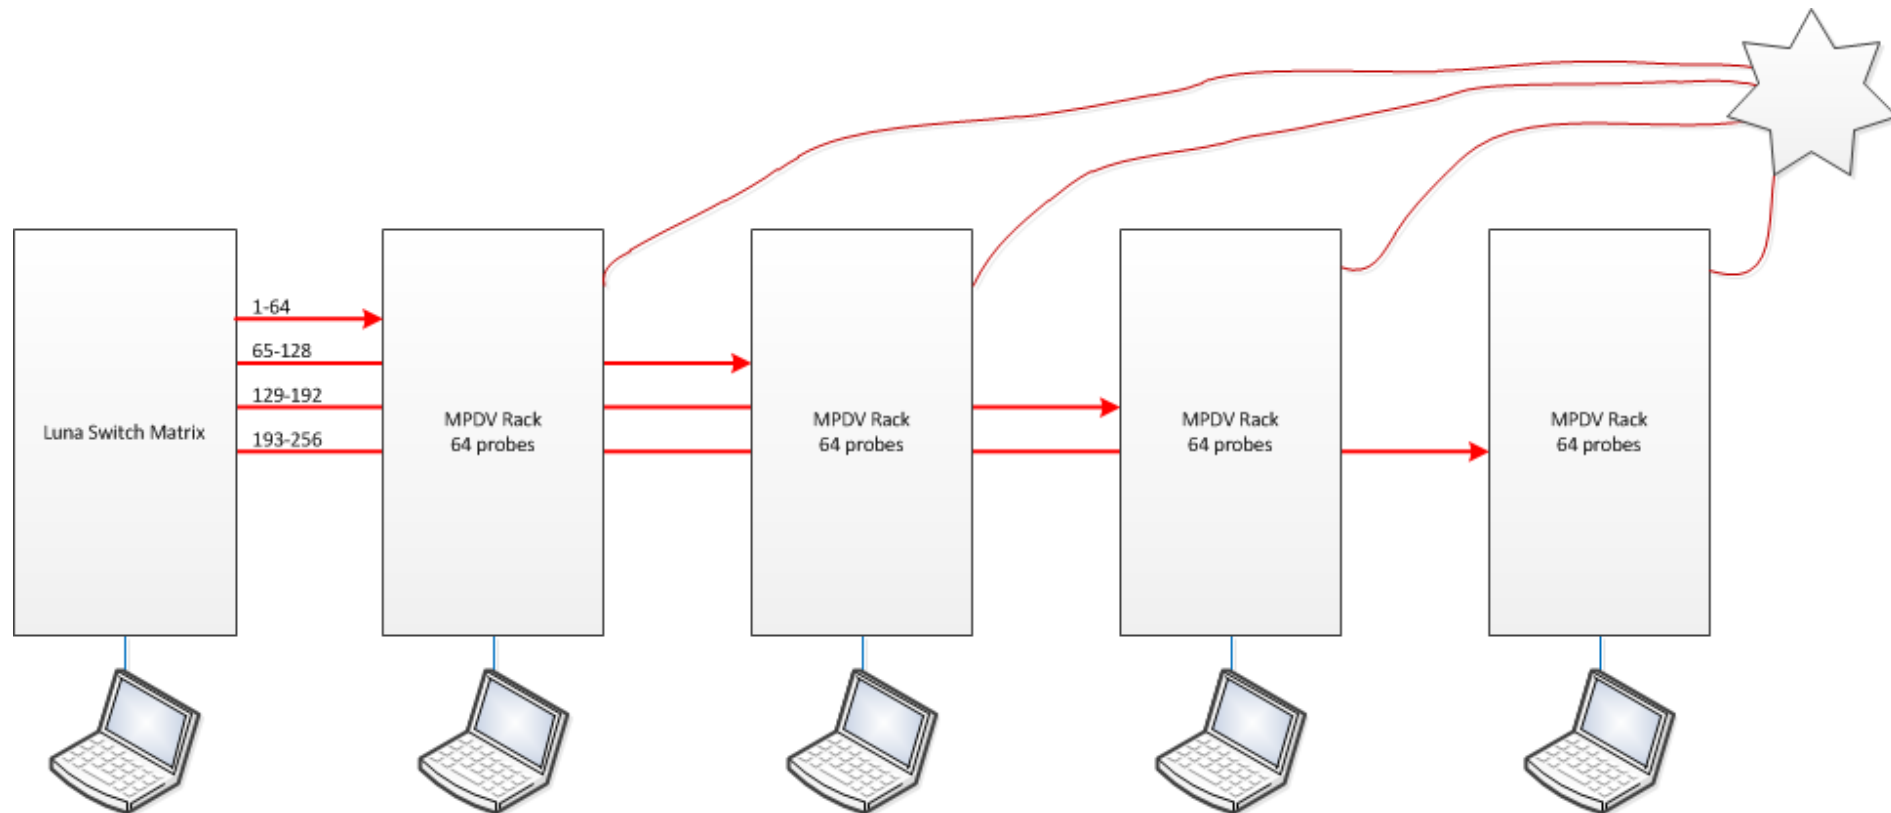 1-64
65-128
129-192
193-256
Luna Switch Matrix
MPDV Rack
64 probes
MPDV Rack
64 probes
MPDV Rack
64 probes
MPDV Rack
64 probes